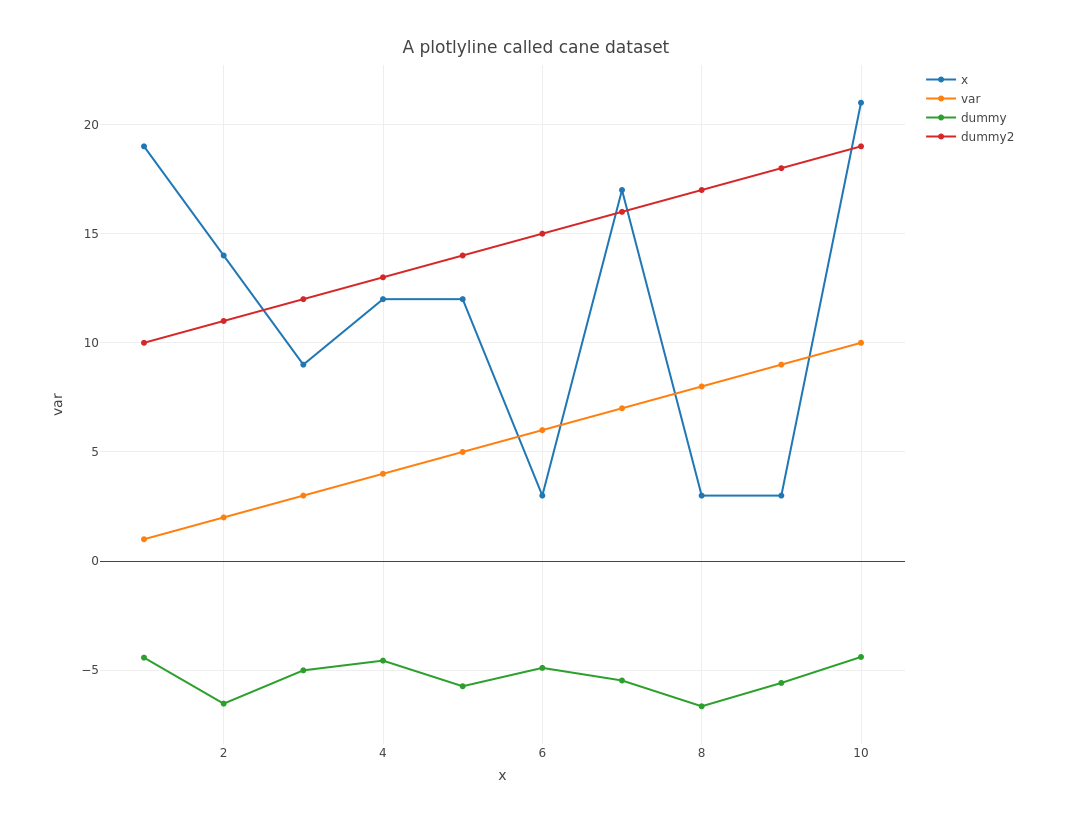 A plotlyline called cane dataset
x
var
dummy
dummy2
20
15
10
5
0
−5
var
2 4 6 8 10
x